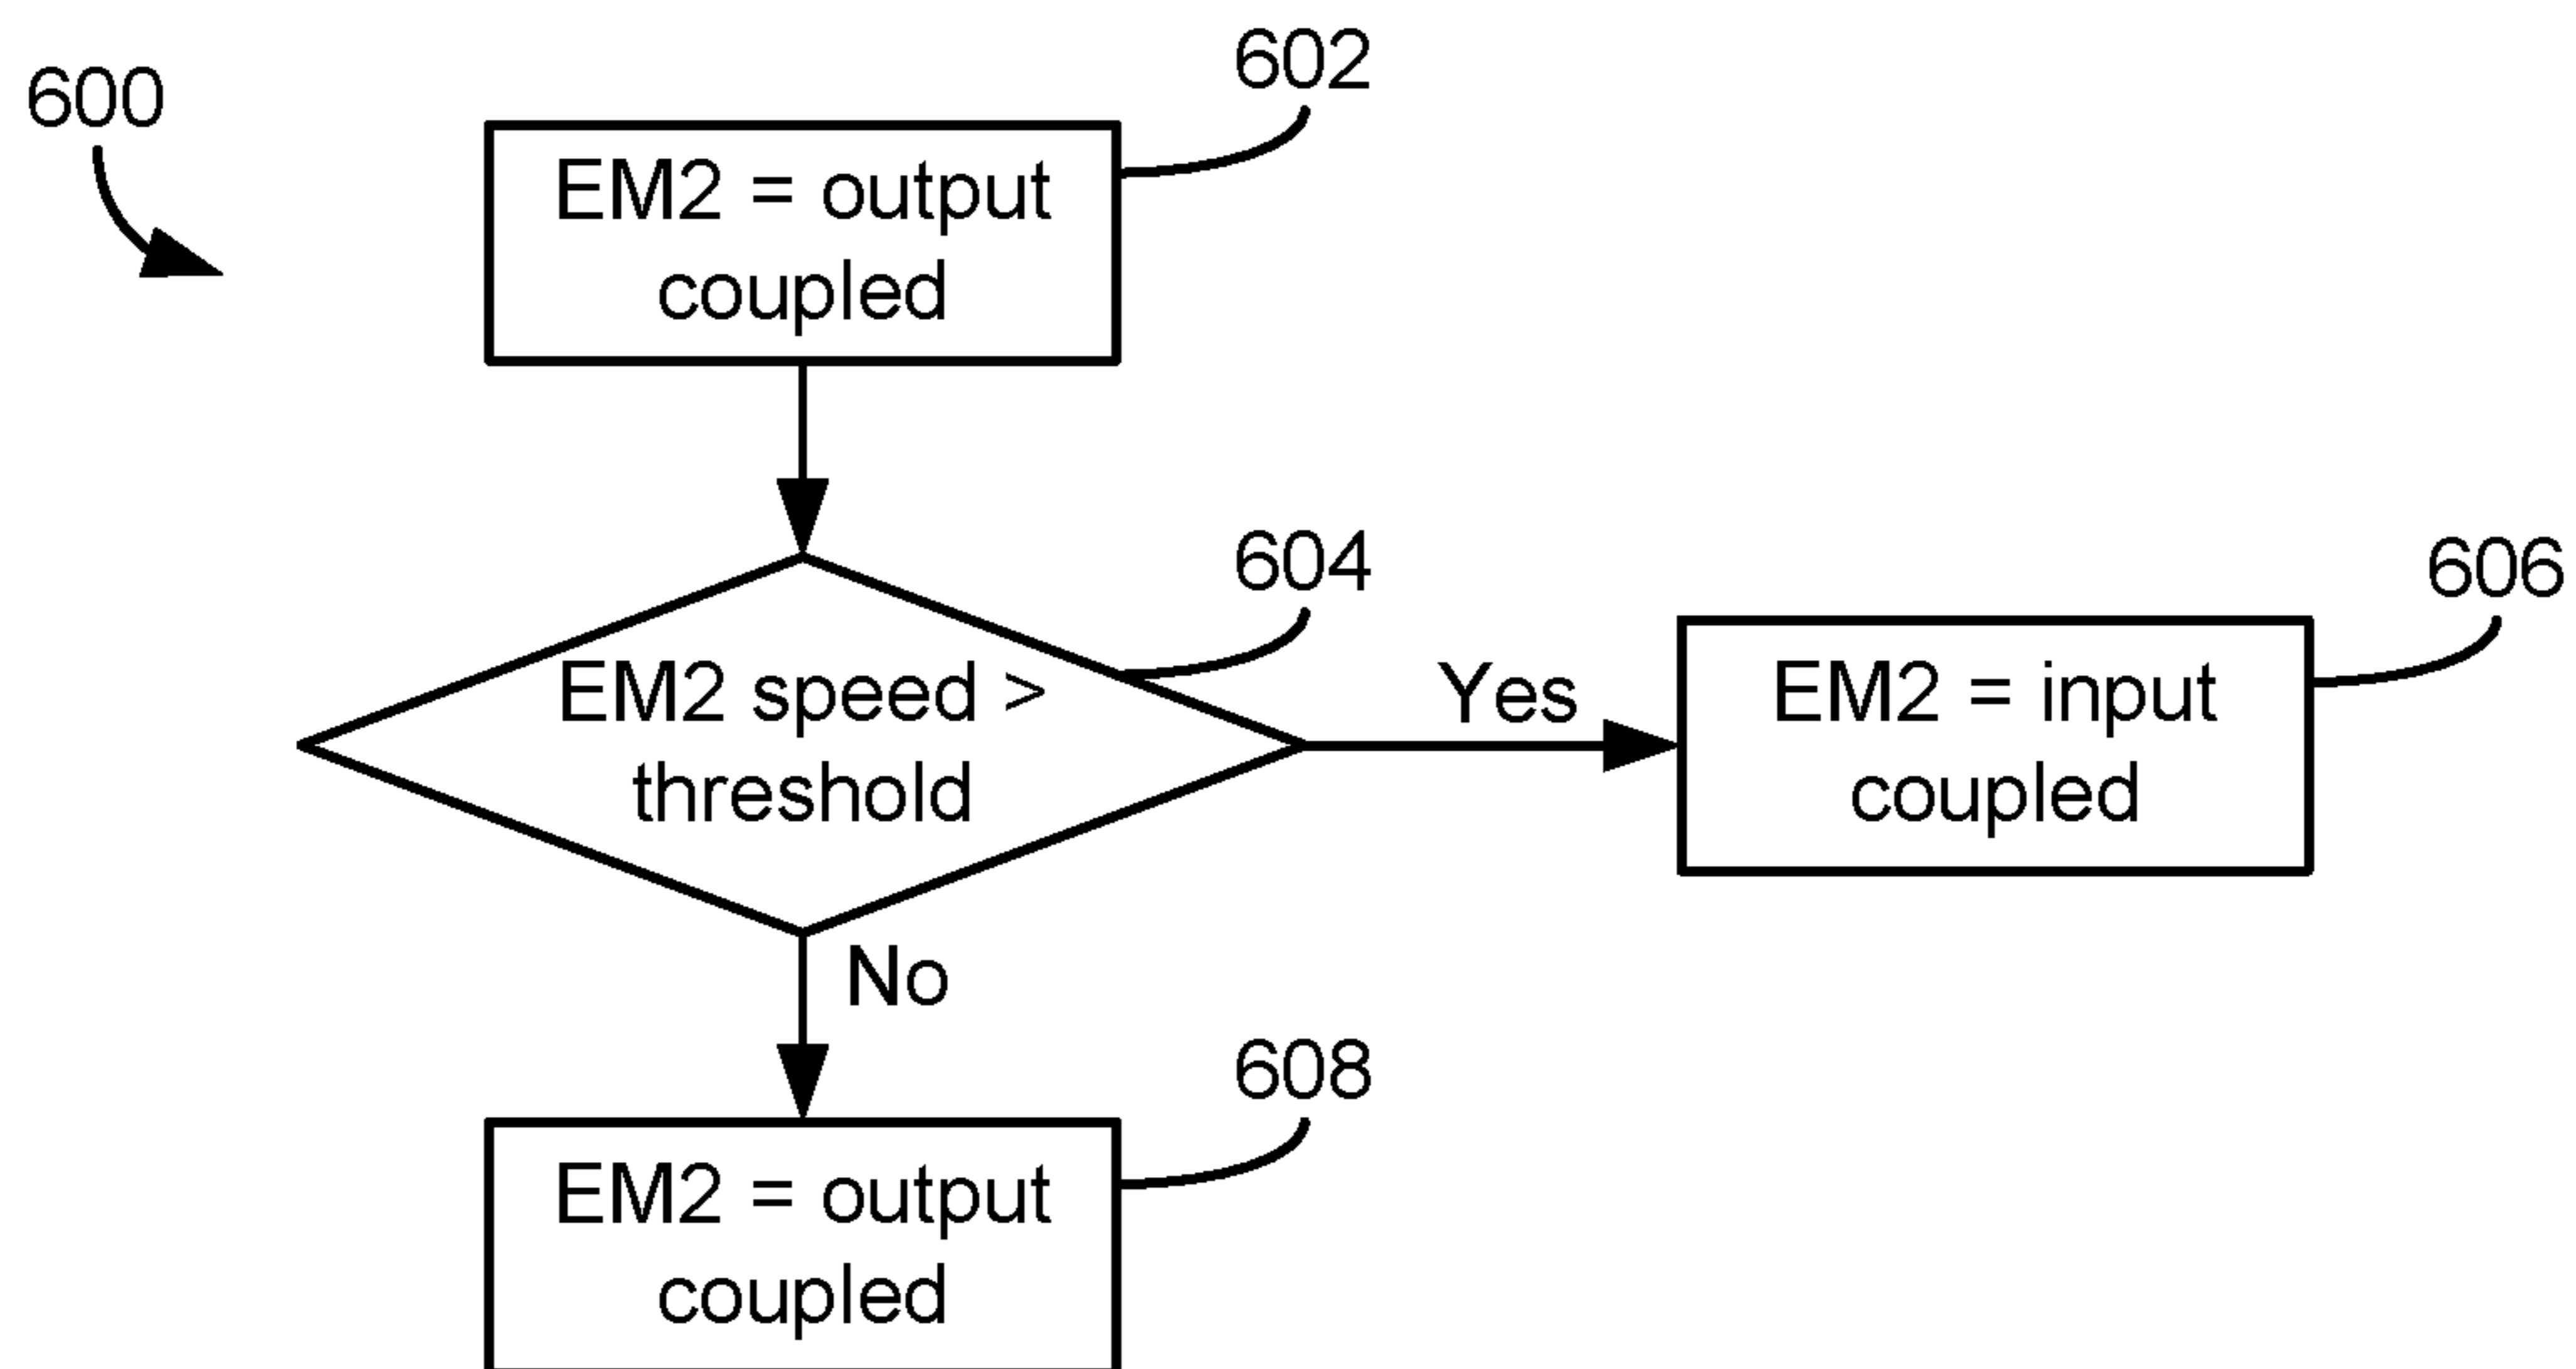 600
602
EM2 = output
coupled
604
EM2 speed >
threshold
Yes
606
EM2 = input
coupled
No
608
EM2 = output
coupled